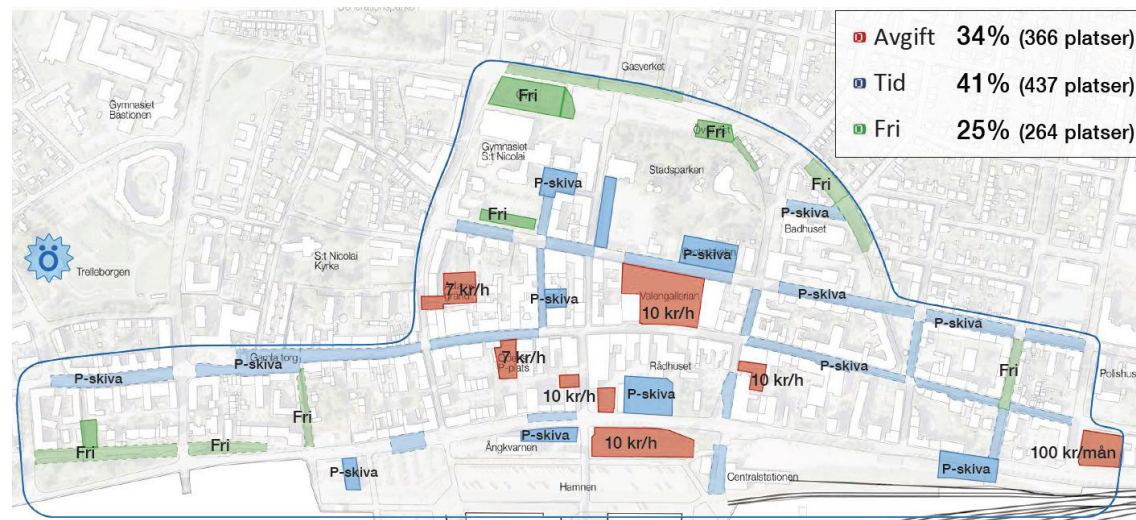 Avgift 34% (366 platser)
Tid 41% (437 platser)
Fri 25% (264 platser)
Gasverket
Gymnasiet
Bastionen
Fri
Fri
Gymnasiet
S:t Nicolai
Stadsparken
P-skiva
Fri
P-skiva
Badhuset
Fri
Ö
Trelleborgen
S:t Nicolai
Kyrka
P-skiva
7 kr/h
P-skiva
Valengallerian
10 kr/h
P-skiva
P-skiva
Gamla torg
P-skiva
P-skiva
7 kr/h
P-plats
Rådhuset
10 kr/h
P-skiva
10 kr/h
Fri
Polishus
Fri
Fri
Fri
P-skiva
Ångkvarnen
10 kr/h
100 kr/mån
P-skiva
Centralstationen
P-skiva
Hamnen